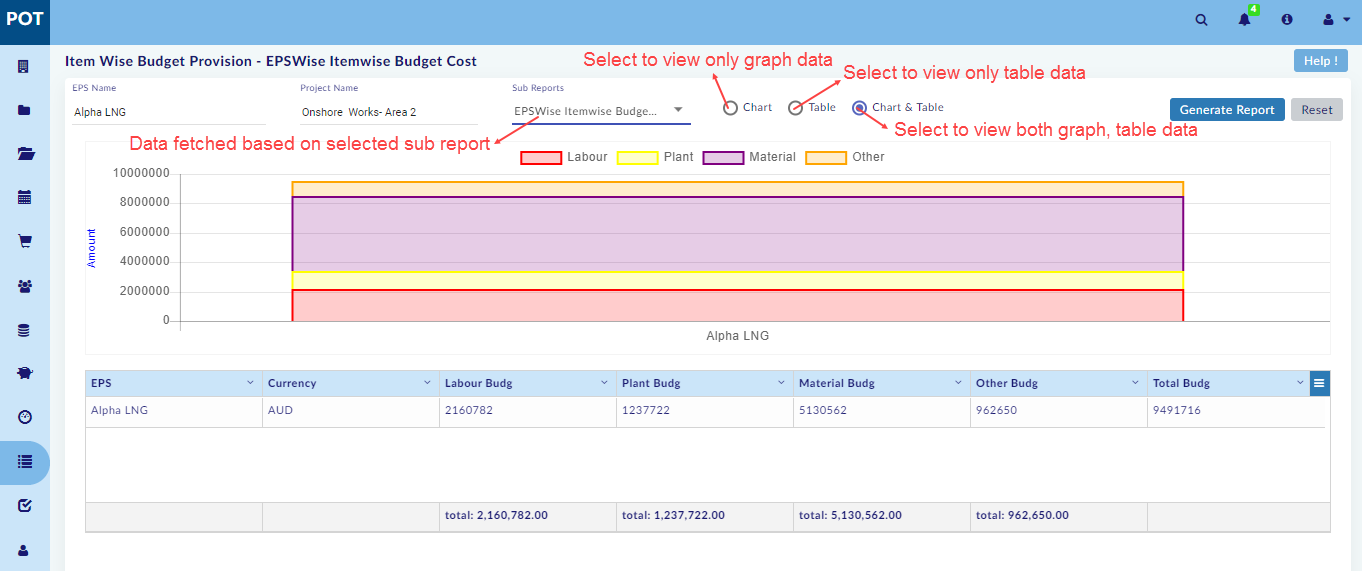 POT
4
Item Wise Budget Provision - EPSWise Itemwise Budget Cost
Help !
Select to view only graph data
Select to view only table data
EPS Name
Project Name
Sub Reports
Alpha LNG
Onshore Works- Area 2
EPSWise Itemwise Budge...
Chart
Table
Chart & Table
Generate Report
Reset
Select to view both graph, table data
Data fetched based on selected sub report
Labour
Plant
Material
Other
10000000
8000000
6000000
4000000
2000000
0
Amount
Alpha LNG
EPS Currency Labour Budg Plant Budg Material Budg Other Budg Total Budg
Alpha LNG AUD 2160782 1237722 5130562 962650 9491716
total: 2,160,782.00 total: 1,237,722.00 total: 5,130,562.00 total: 962,650.00